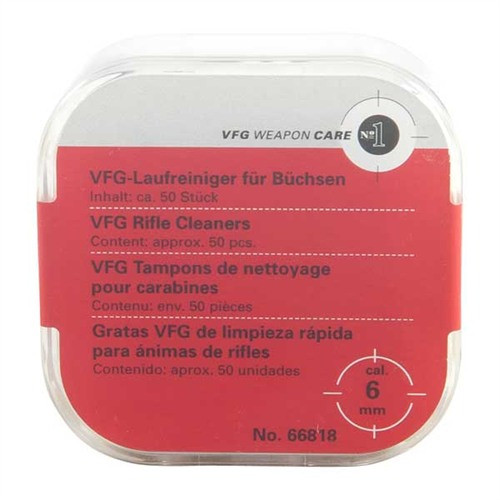 VFG WEAPON CARE № 1
VFG-Laufreiniger für Büchsen
Inhalt: ca. 50 Stück
VFG Rifle Cleaners
Content: approx. 50 pcs.
VFG Tampons de nettoyage
pour carabines
Contenu: env. 50 pièces
Gratas VFG de limpieza rápida
para ánimas de rifles
Contenido: aprox. 50 unidades
cal.
6
mm
No. 66818